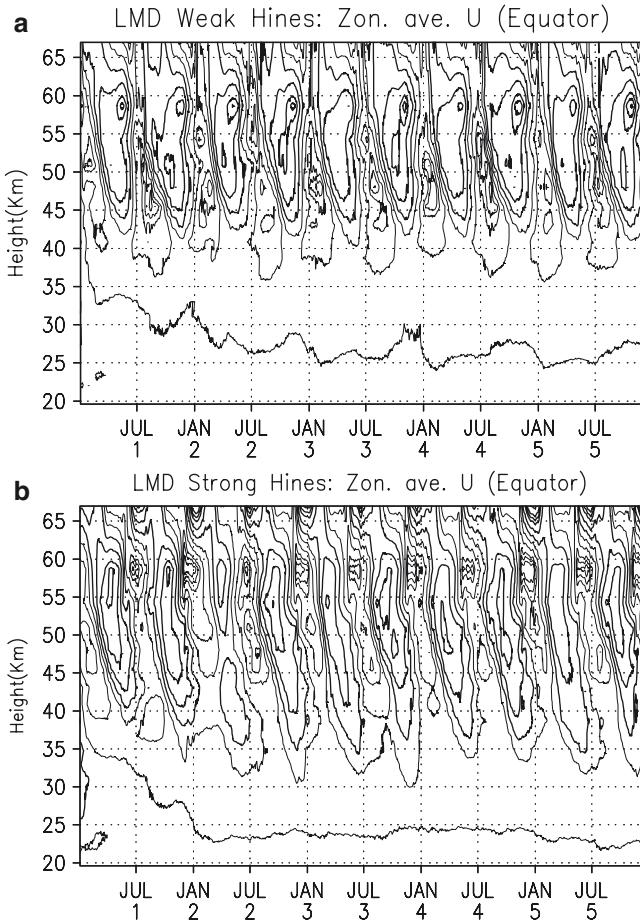 a
LMD Weak Hines: Zon. ave. U (Equator)
Height(Km)
65
60
55
50
45
40
35
30
25
20
JUL JAN JUL JAN JUL JAN JUL JAN JUL
1 2 2 3 3 4 4 5 5
b
LMD Strong Hines: Zon. ave. U (Equator)
Height(Km)
65
60
55
50
45
40
35
30
25
20
JUL JAN JUL JAN JUL JAN JUL JAN JUL
1 2 2 3 3 4 4 5 5